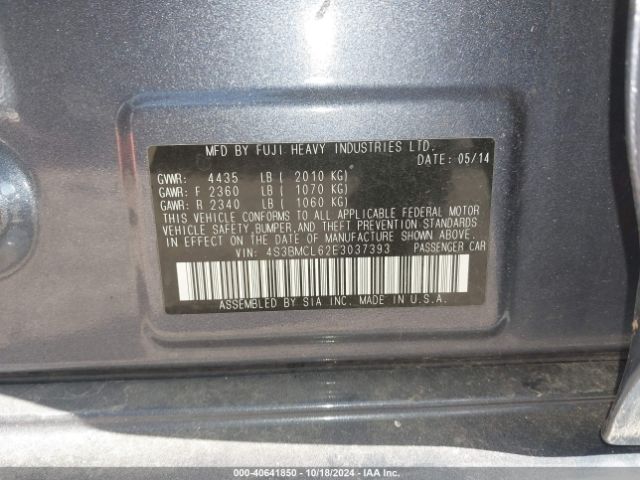 MFD BY FUJI HEAVY INDUSTRIES LTD.
DATE: 05/14
GVWR: 4435 LB ( 2010 KG)
GAWR: F 2360 LB ( 1070 KG)
GAWR: R 2340 LB ( 1060 KG)
THIS VEHICLE CONFORMS TO ALL APPLICABLE FEDERAL MOTOR
VEHICLE SAFETY, BUMPER, AND THEFT PREVENTION STANDARDS
IN EFFECT ON THE DATE OF MANUFACTURE SHOWN ABOVE.
VIN: 4S3BMCL62E3037393 PASSENGER CAR
ASSEMBLED BY SIA INC. MADE IN U.S.A.
000-40641850 - 10/18/2024 - IAA Inc.